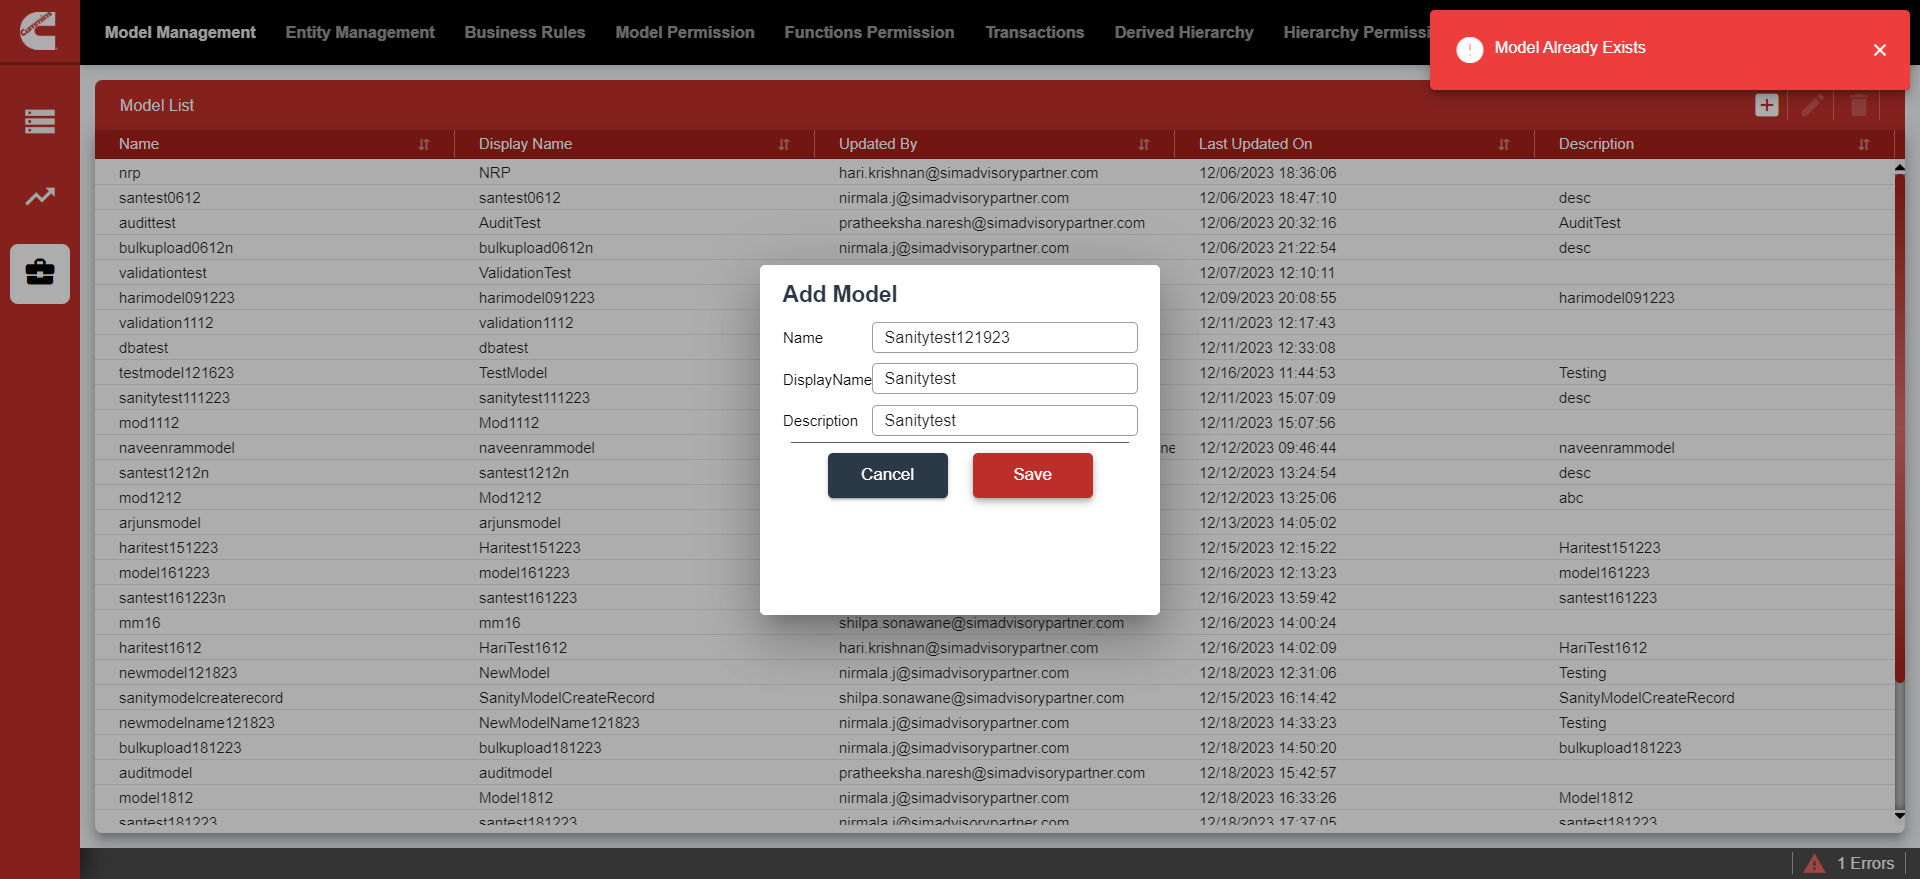 Cummins
Model Management Entity Management Business Rules Model Permission Functions Permission Transactions Derived Hierarchy Hierarchy Permissi
Model Already Exists
Model List
Name Display Name Updated By Last Updated On Description
nrp NRP hari.krishnan@simadvisorypartner.com 12/06/2023 18:36:06
santest0612 santest0612 nirmala.j@simadvisorypartner.com 12/06/2023 18:47:10 desc
audittest AuditTest pratheeksha.naresh@simadvisorypartner.com 12/06/2023 20:32:16 AuditTest
bulkupload0612n bulkupload0612n nirmala.j@simadvisorypartner.com 12/06/2023 21:22:54 desc
validationtest ValidationTest 12/07/2023 12:10:11
harimodel091223 harimodel091223 12/09/2023 20:08:55 harimodel091223
validation1112 validation1112 12/11/2023 12:17:43
dbatest dbatest 12/11/2023 12:33:08
testmodel121623 TestModel 12/16/2023 11:44:53 Testing
sanitytest111223 sanitytest111223 12/11/2023 15:07:09 desc
mod1112 Mod1112 12/11/2023 15:07:56
naveenrammodel naveenrammodel ne 12/12/2023 09:46:44 naveenrammodel
santest1212n santest1212n 12/12/2023 13:24:54 desc
mod1212 Mod1212 12/12/2023 13:25:06 abc
arjunsmodel arjunsmodel 12/13/2023 14:05:02
haritest151223 Haritest151223 12/15/2023 12:15:22 Haritest151223
model161223 model161223 12/16/2023 12:13:23 model161223
santest161223n santest161223 12/16/2023 13:59:42 santest161223
mm16 mm16 shilpa.sonawane@simadvisorypartner.com 12/16/2023 14:00:24
haritest1612 HariTest1612 hari.krishnan@simadvisorypartner.com 12/16/2023 14:02:09 HariTest1612
newmodel121823 NewModel nirmala.j@simadvisorypartner.com 12/18/2023 12:31:06 Testing
sanitymodelcreaterecord SanityModelCreateRecord shilpa.sonawane@simadvisorypartner.com 12/15/2023 16:14:42 SanityModelCreateRecord
newmodelname121823 NewModelName121823 nirmala.j@simadvisorypartner.com 12/18/2023 14:33:23 Testing
bulkupload181223 bulkupload181223 nirmala.j@simadvisorypartner.com 12/18/2023 14:50:20 bulkupload181223
auditmodel auditmodel pratheeksha.naresh@simadvisorypartner.com 12/18/2023 15:42:57
model1812 Model1812 nirmala.j@simadvisorypartner.com 12/18/2023 16:33:26 Model1812
santest181223 santest181223 nirmala.j@simadvisorypartner.com 12/18/2023 17:37:05 santest181223
Add Model
Name Sanitytest121923
DisplayName Sanitytest
Description Sanitytest
Cancel Save
1 Errors